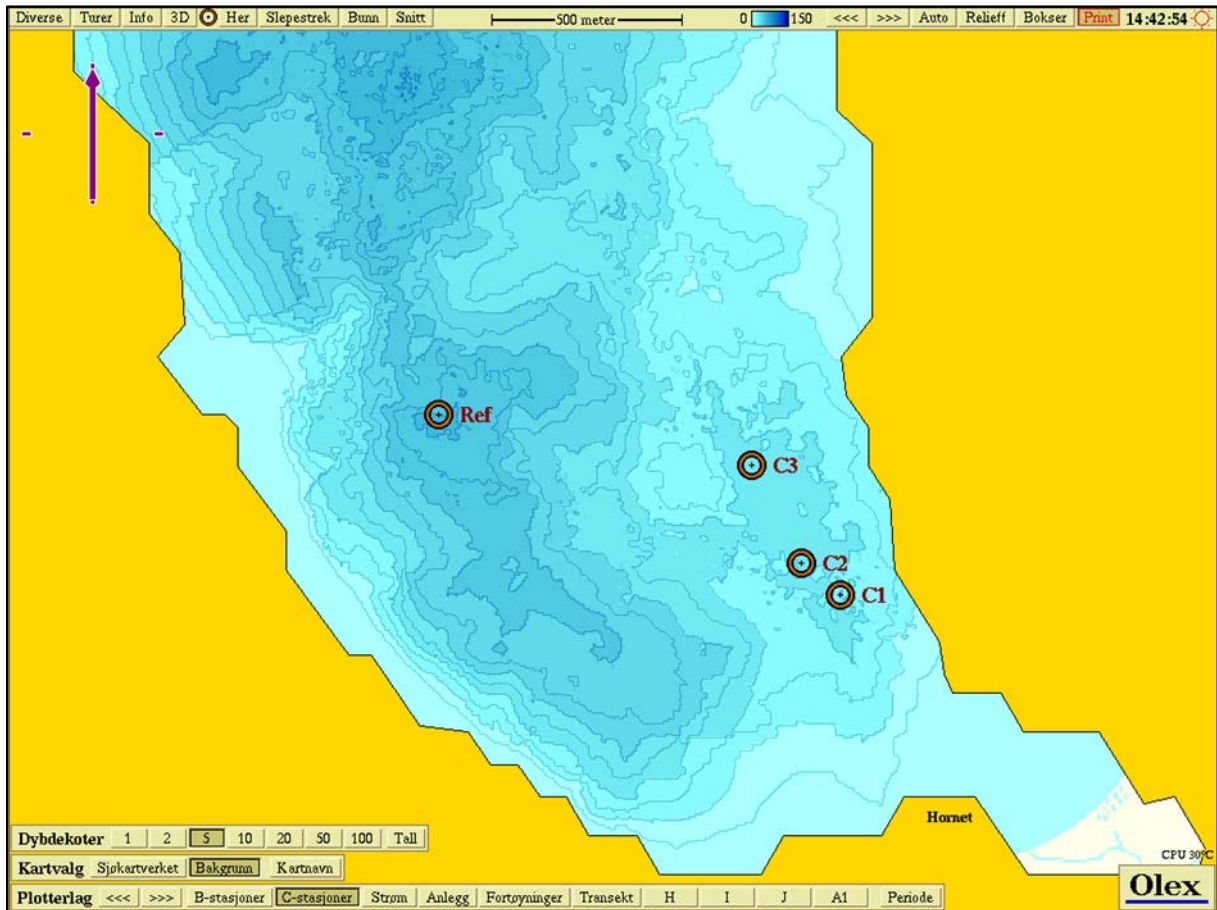 Diverse Turer Info 3D Her Slepestrek Bunn Snitt 500 meter 0 150 <<< >>> Auto Relieff Bokser Print 14:42:54
Ref
C3
C2
C1
Hornet
Dybdekoter 1 2 5 10 20 50 100 Tall
CPU 30°C
Kartvalg Sjøkartverket Bakgrunn Kartnavn
Olex
Plotterlag <<< >>> B-stasjoner C-stasjoner Strøm Anlegg Fortøyninger Transekt H I J A1 Periode